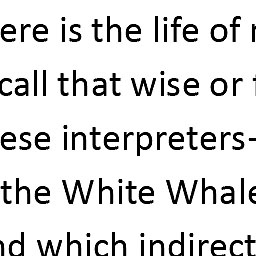 ere is the life of
call that wise or
ese interpreters-
the White Whale
nd which indirect